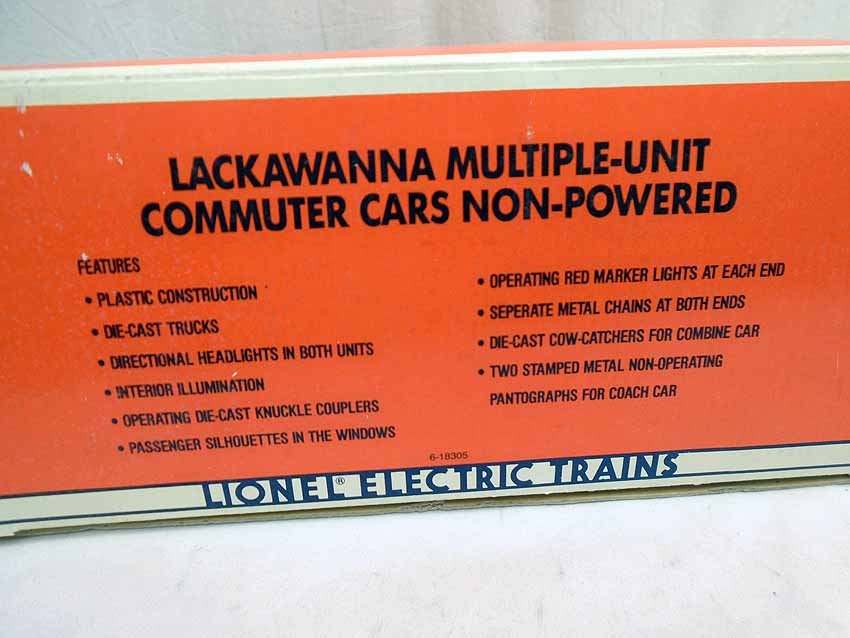 LACKAWANNA MULTIPLE-UNIT
COMMUTER CARS NON-POWERED
FEATURES
• PLASTIC CONSTRUCTION
• DIE-CAST TRUCKS
• DIRECTIONAL HEADLIGHTS IN BOTH UNITS
• INTERIOR ILLUMINATION
• OPERATING DIE-CAST KNUCKLE COUPLERS
• PASSENGER SILHOUETTES IN THE WINDOWS
• OPERATING RED MARKER LIGHTS AT EACH END
• SEPERATE METAL CHAINS AT BOTH ENDS
• DIE-CAST COW-CATCHERS FOR COMBINE CAR
• TWO STAMPED METAL NON-OPERATING
PANTOGRAPHS FOR COACH CAR
6-18305
LIONEL® ELECTRIC TRAINS